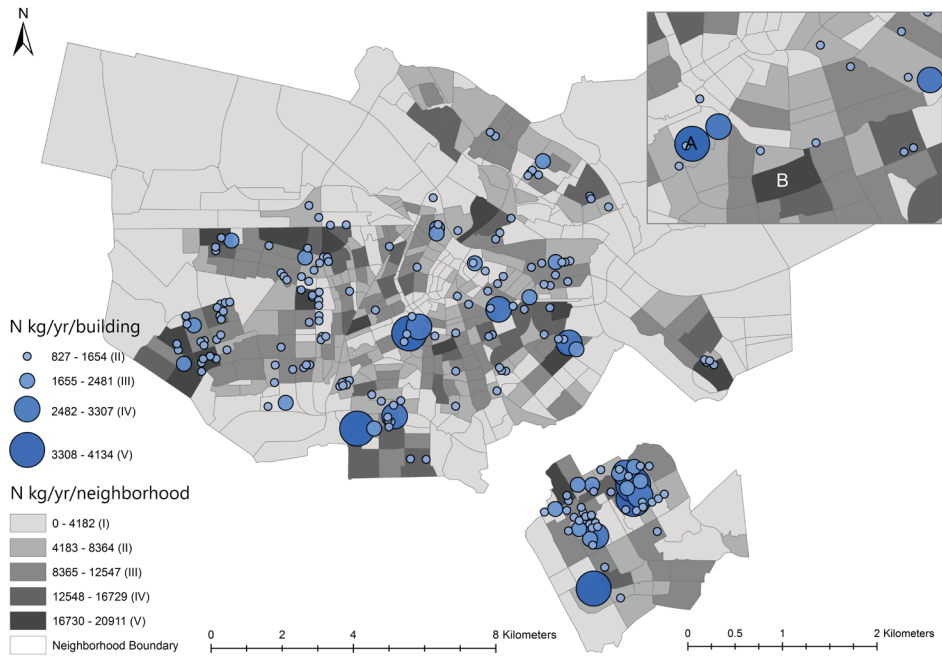 N
A
B
N kg/yr/building
827 - 1654 (II)
1655 - 2481 (III)
2482 - 3307 (IV)
3308 - 4134 (V)
N kg/yr/neighborhood
0 - 4182 (I)
4183 - 8364 (II)
8365 - 12547 (III)
12548 - 16729 (IV)
16730 - 20911 (V)
Neighborhood Boundary
0 2 4 8 Kilometers
0 0.5 1 2 Kilometers